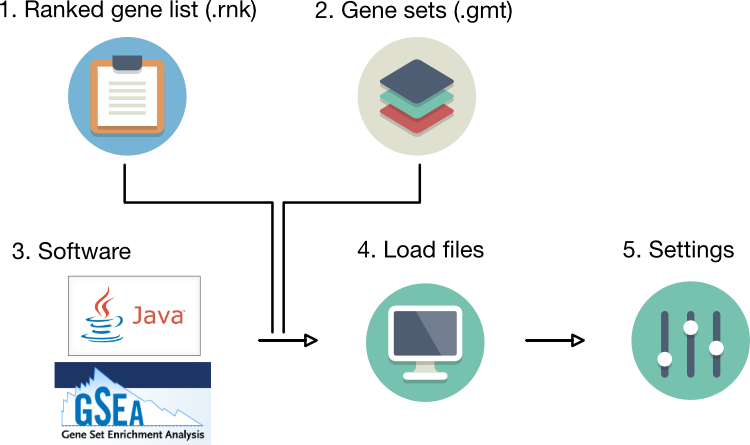 1. Ranked gene list (.rnk)
2. Gene sets (.gmt)
3. Software
4. Load files
5. Settings
Java™
GSEA
Gene Set Enrichment Analysis